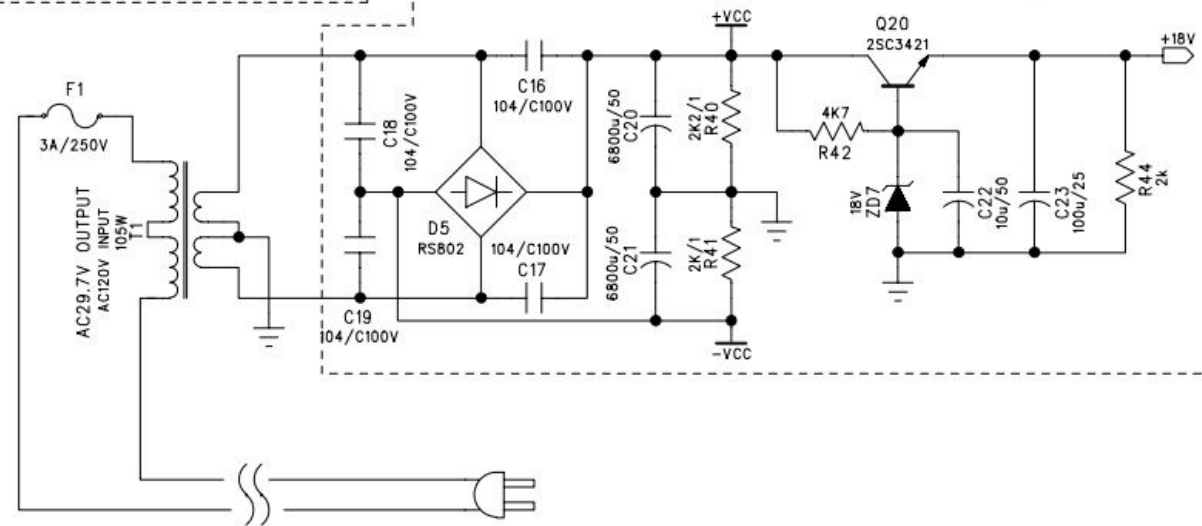 +VCC
Q20
2SC3421
+18V
F1
3A/250V
C16
104/C100V
C18
104/C100V
6800u/50
C20
2K2/1
R40
4K7
R42
D5
RS802
18V
ZD7
C22
10u/50
C23
100u/25
R44
2k
AC29.7V OUTPUT
AC120V INPUT
105W
T1
104/C100V
C17
6800u/50
C21
2K/1
R41
C19
104/C100V
-VCC